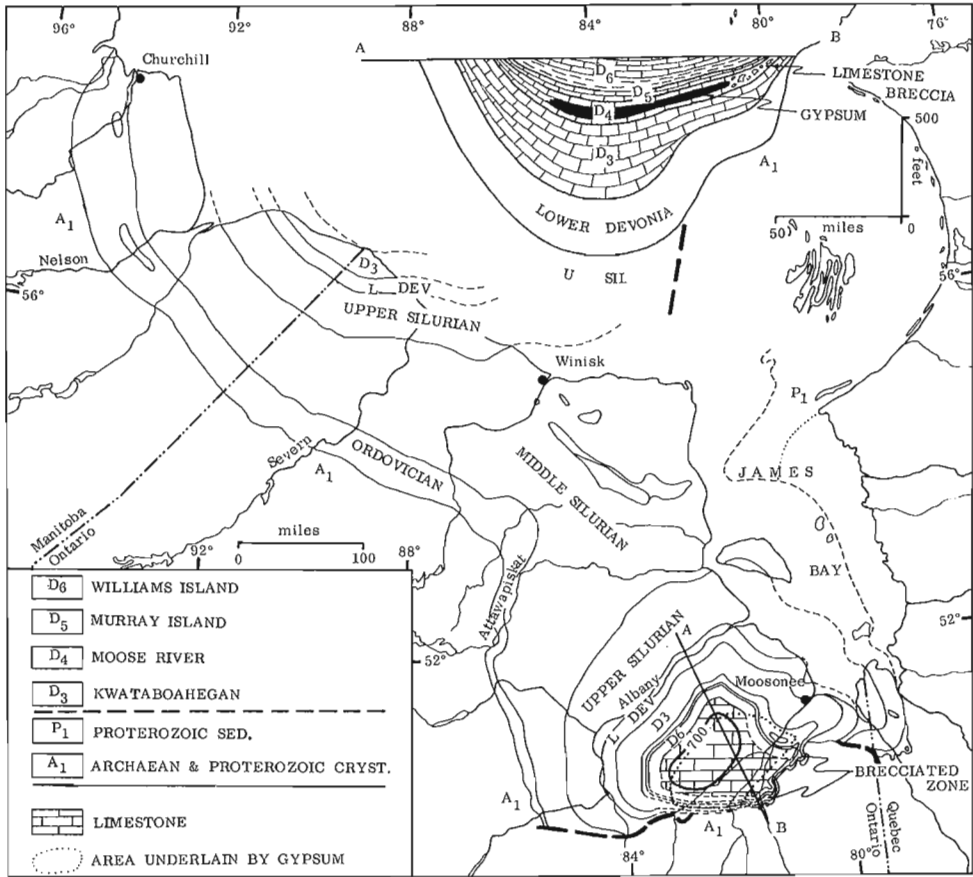 96°
92°
88°
84°
80°
76°
Churchill
A
B
D6
D5
D4
D3
LIMESTONE
BRECCIA
GYPSUM
500
feet
0
50
miles
A1
LOWER DEVONIA
U SIL
A1
Nelson
56°
56°
D3
L DEV
UPPER SILURIAN
Winisk
P1
JAMES
BAY
ORDOVICIAN
Severn
A1
MIDDLE SILURIAN
Manitoba
Ontario
92°
miles
0 100
88°
Attawapiskat
52°
52°
UPPER SILURIAN
A
Albany
L DEV
D3
D6
700
Moosonee
BRECCIATED
ZONE
A1
A1
B
84°
80°
Quebec
Ontario
D6 WILLIAMS ISLAND
D5 MURRAY ISLAND
D4 MOOSE RIVER
D3 KWATABOAHEGAN
P1 PROTEROZOIC SED.
A1 ARCHAEAN & PROTEROZOIC CRYST.
LIMESTONE
AREA UNDERLAIN BY GYPSUM